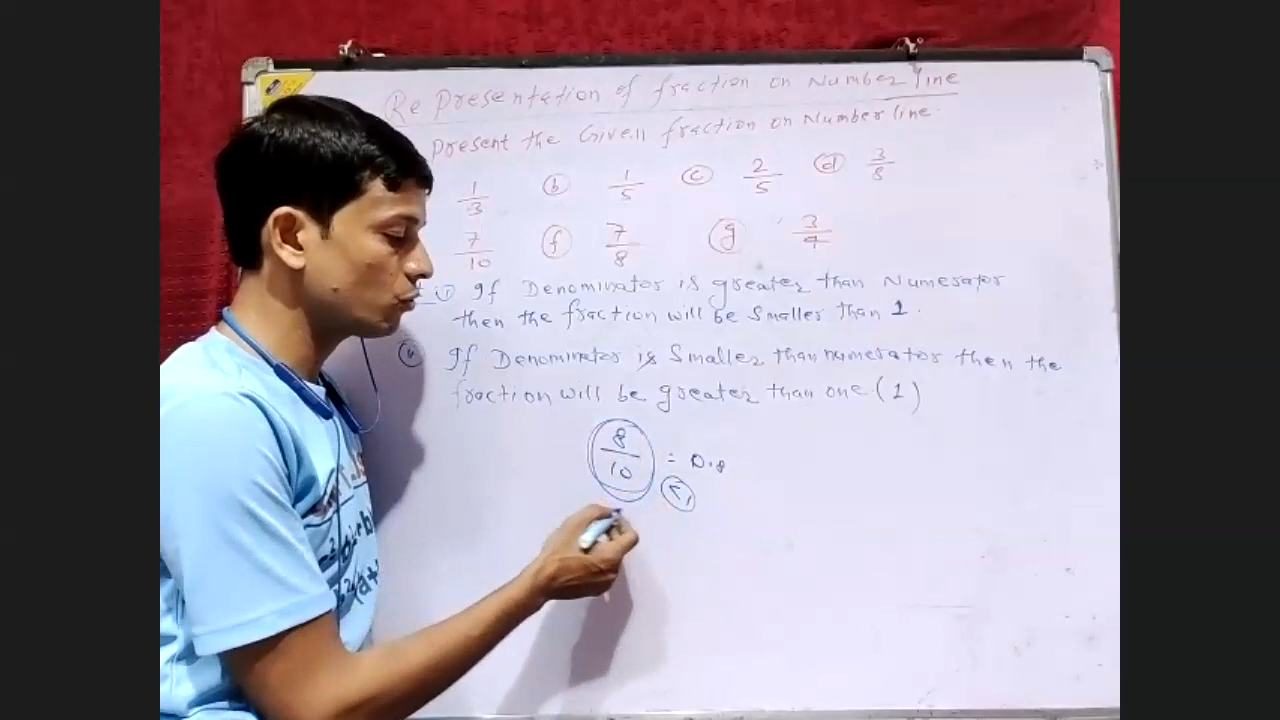 Representation of fraction on Number line
present the Given fraction on Number line.
1/3 (b) 1/5 (c) 2/5 (d) 3/8
7/10 (f) 7/8 (g) 3/4
(i) If Denominator is greater than Numerator
then the fraction will be smaller than 1.
(ii) If Denominator is smaller than numerator then the
fraction will be greater than one (1)
8/10 = 0.8
<1